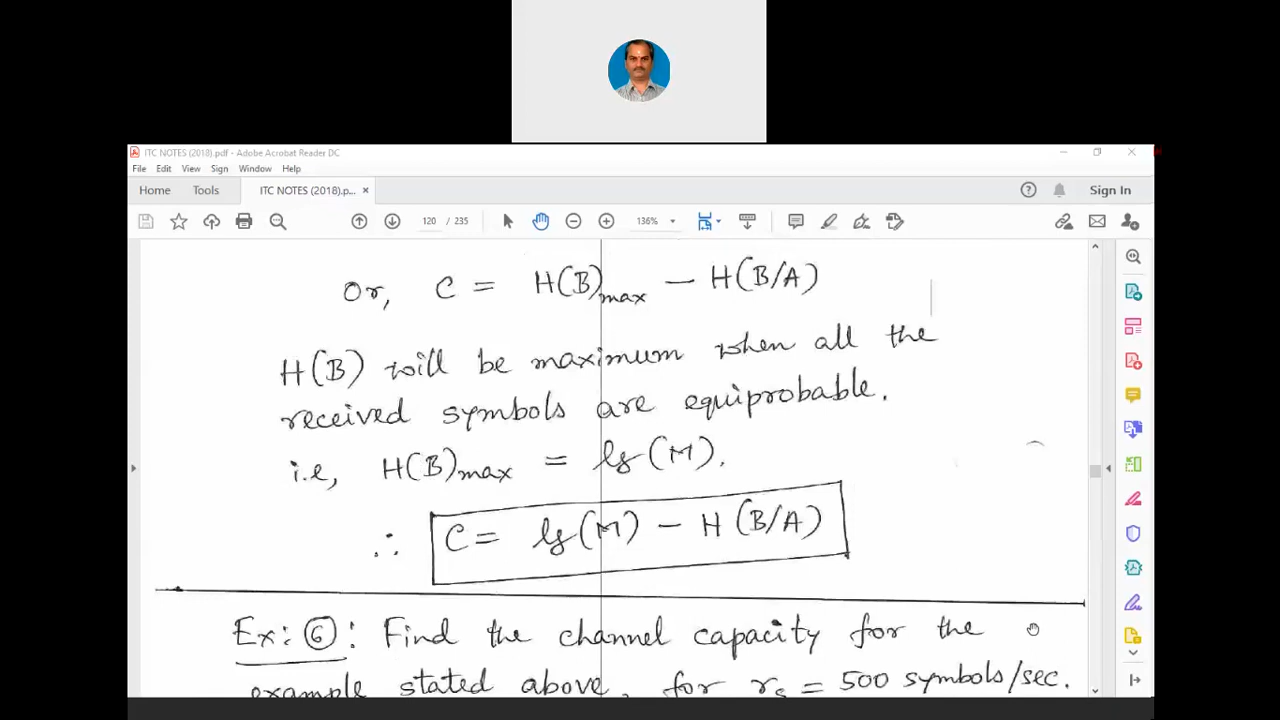 ITC NOTES (2018).pdf - Adobe Acrobat Reader DC
File Edit View Sign Window Help
Home Tools ITC NOTES (2018).p... × Sign In
120 / 235 136%
Or, C = H(B)max - H(B/A)
H(B) will be maximum when all the
received symbols are equiprobable.
i.e, H(B)max = lg(M).
∴ C = lg(M) - H(B/A)
Ex: ⑥: Find the channel capacity for the
example stated above, for rs = 500 symbols/sec.